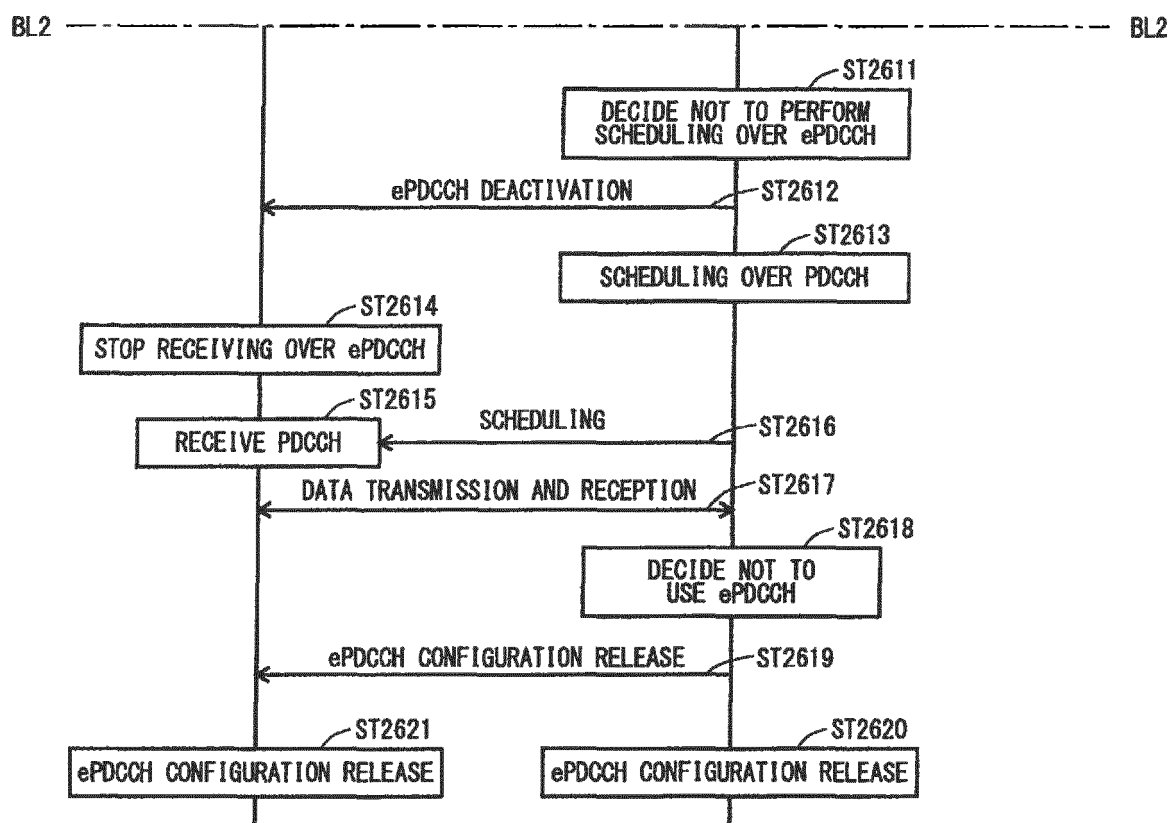 BL2 BL2
ST2611
DECIDE NOT TO PERFORM
SCHEDULING OVER ePDCCH
ePDCCH DEACTIVATION
ST2612
ST2613
SCHEDULING OVER PDCCH
ST2614
STOP RECEIVING OVER ePDCCH
ST2615
RECEIVE PDCCH
SCHEDULING
ST2616
DATA TRANSMISSION AND RECEPTION
ST2617
ST2618
DECIDE NOT TO
USE ePDCCH
ePDCCH CONFIGURATION RELEASE
ST2619
ST2621
ePDCCH CONFIGURATION RELEASE
ST2620
ePDCCH CONFIGURATION RELEASE